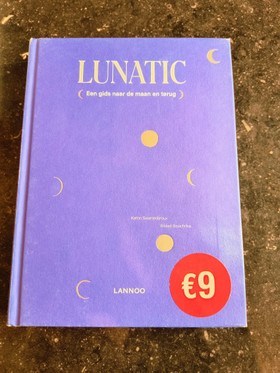 LUNATIC
( Een gids naar de maan en terug )
LANNOO
€9